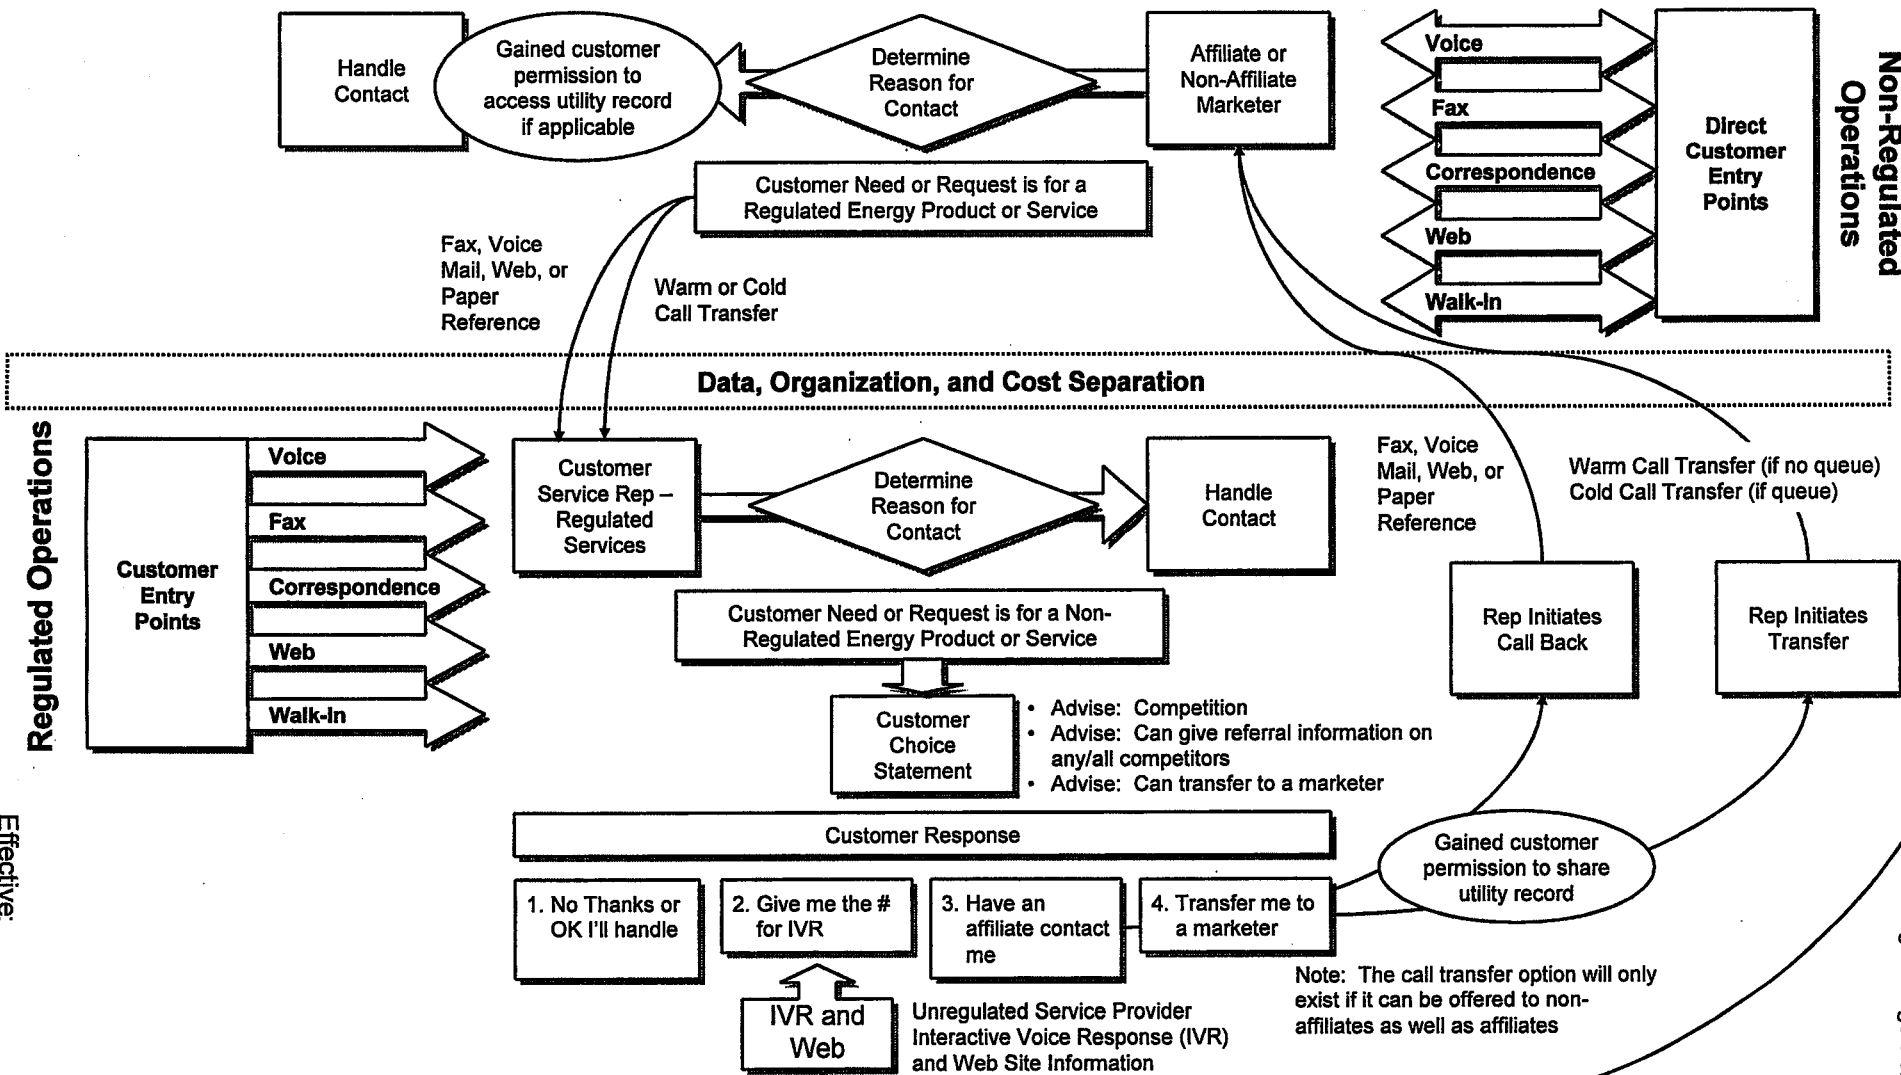 Handle
Contact
Gained customer
permission to
access utility record
if applicable
Determine
Reason for
Contact
Affiliate or
Non-Affiliate
Marketer
Voice
Fax
Correspondence
Web
Walk-In
Direct
Customer
Entry
Points
Non-Regulated
Operations
Customer Need or Request is for a
Regulated Energy Product or Service
Fax, Voice
Mail, Web, or
Paper
Reference
Warm or Cold
Call Transfer
Data, Organization, and Cost Separation
Regulated Operations
Customer
Entry
Points
Voice
Fax
Correspondence
Web
Walk-In
Customer
Service Rep –
Regulated
Services
Determine
Reason for
Contact
Handle
Contact
Fax, Voice
Mail, Web, or
Paper
Reference
Warm Call Transfer (if no queue)
Cold Call Transfer (if queue)
Rep Initiates
Call Back
Rep Initiates
Transfer
Customer Need or Request is for a Non-
Regulated Energy Product or Service
Customer
Choice
Statement
• Advise: Competition
• Advise: Can give referral information on
any/all competitors
• Advise: Can transfer to a marketer
Customer Response
Gained customer
permission to share
utility record
1. No Thanks or
OK I'll handle
2. Give me the #
for IVR
3. Have an
affiliate contact
me
4. Transfer me to
a marketer
Note: The call transfer option will only
exist if it can be offered to non-
affiliates as well as affiliates
IVR and
Web
Unregulated Service Provider
Interactive Voice Response (IVR)
and Web Site Information
Effective: